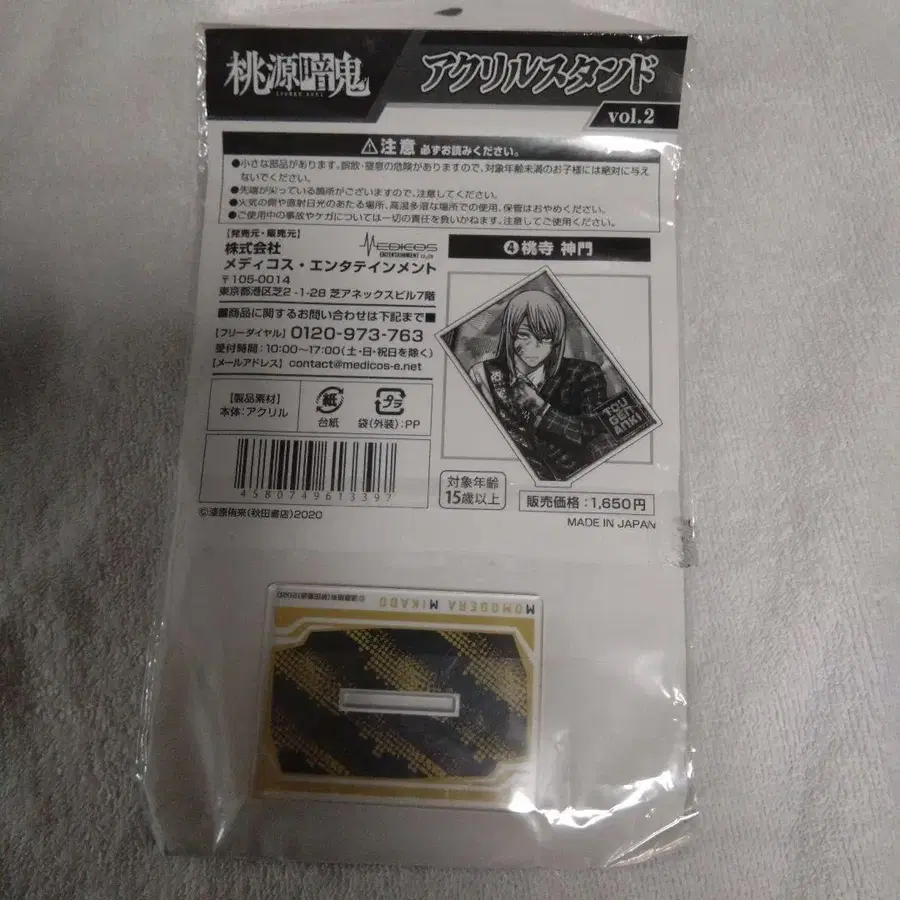 桃源暗鬼
TOUGEN ANKI
アクリルスタンド
vol.2
⚠注意 必ずお読みください。
●小さな部品があります。誤飲・窒息の危険がありますので、対象年齢未満のお子様には絶対に与え
ないでください。
●先端が尖っている箇所がございますので、注意してください。
●火気の側や直射日光のあたる場所、高温多湿な場所での使用、保管はおやめください。
●ご使用中の事故やケガについては一切の責任を負いかねます。注意してご使用ください。
【発売元・販売元】
株式会社
メディコス・エンタテインメント
MEDICOS
ENTERTAINMENT
〒105-0014
東京都港区芝2-1-28 芝アネックスビル7階
■商品に関するお問い合わせは下記まで■
【フリーダイヤル】 0120-973-763
受付時間：10:00〜17:00(土・日・祝日を除く)
【メールアドレス】 contact@medicos-e.net
【製品素材】
本体：アクリル
紙
台紙
プラ
袋(外装)：PP
4580749613397
©漆原侑来(秋田書店)2020
❹桃寺 神門
TOU
GEN
ANKI
対象年齢
15歳以上
販売価格：1,650円
MADE IN JAPAN
©漆原侑来(秋田書店)2020
MOMODERA MIKADO